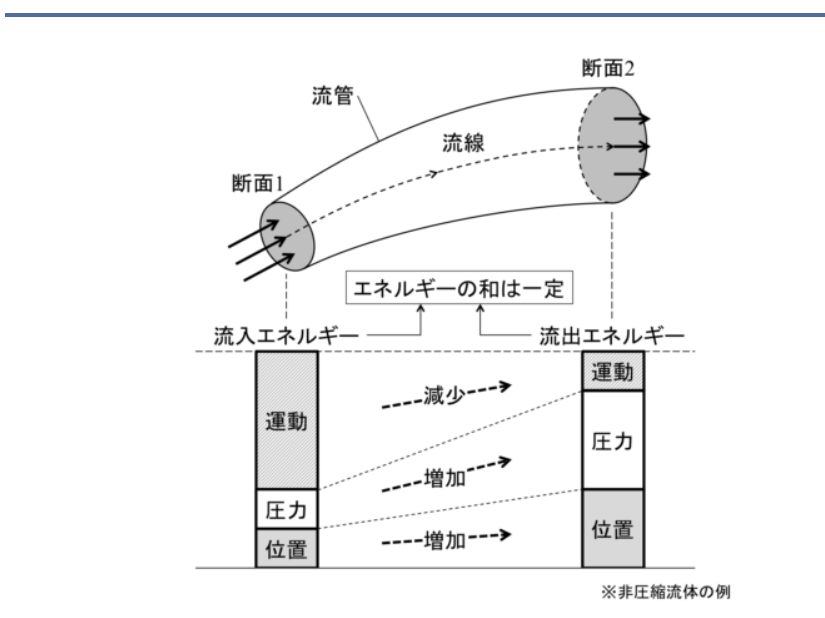 断面2
流管
流線
断面1
エネルギーの和は一定
流入エネルギー
流出エネルギー
運動
減少
運動
圧力
増加
圧力
位置
増加
位置
※非圧縮流体の例